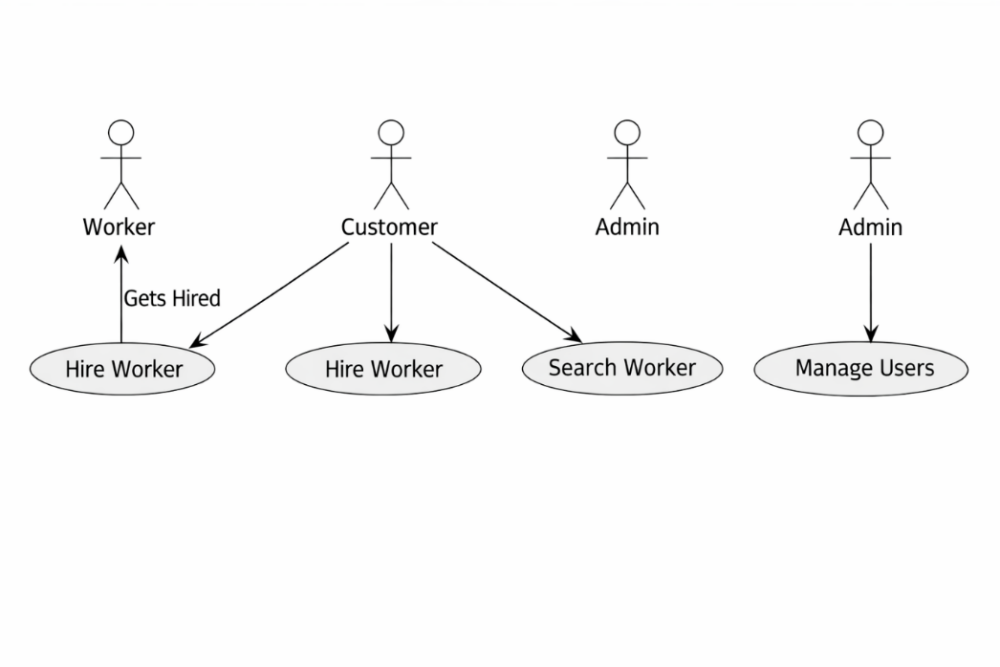 Worker
Customer
Admin
Admin
Gets Hired
Hire Worker
Hire Worker
Search Worker
Manage Users